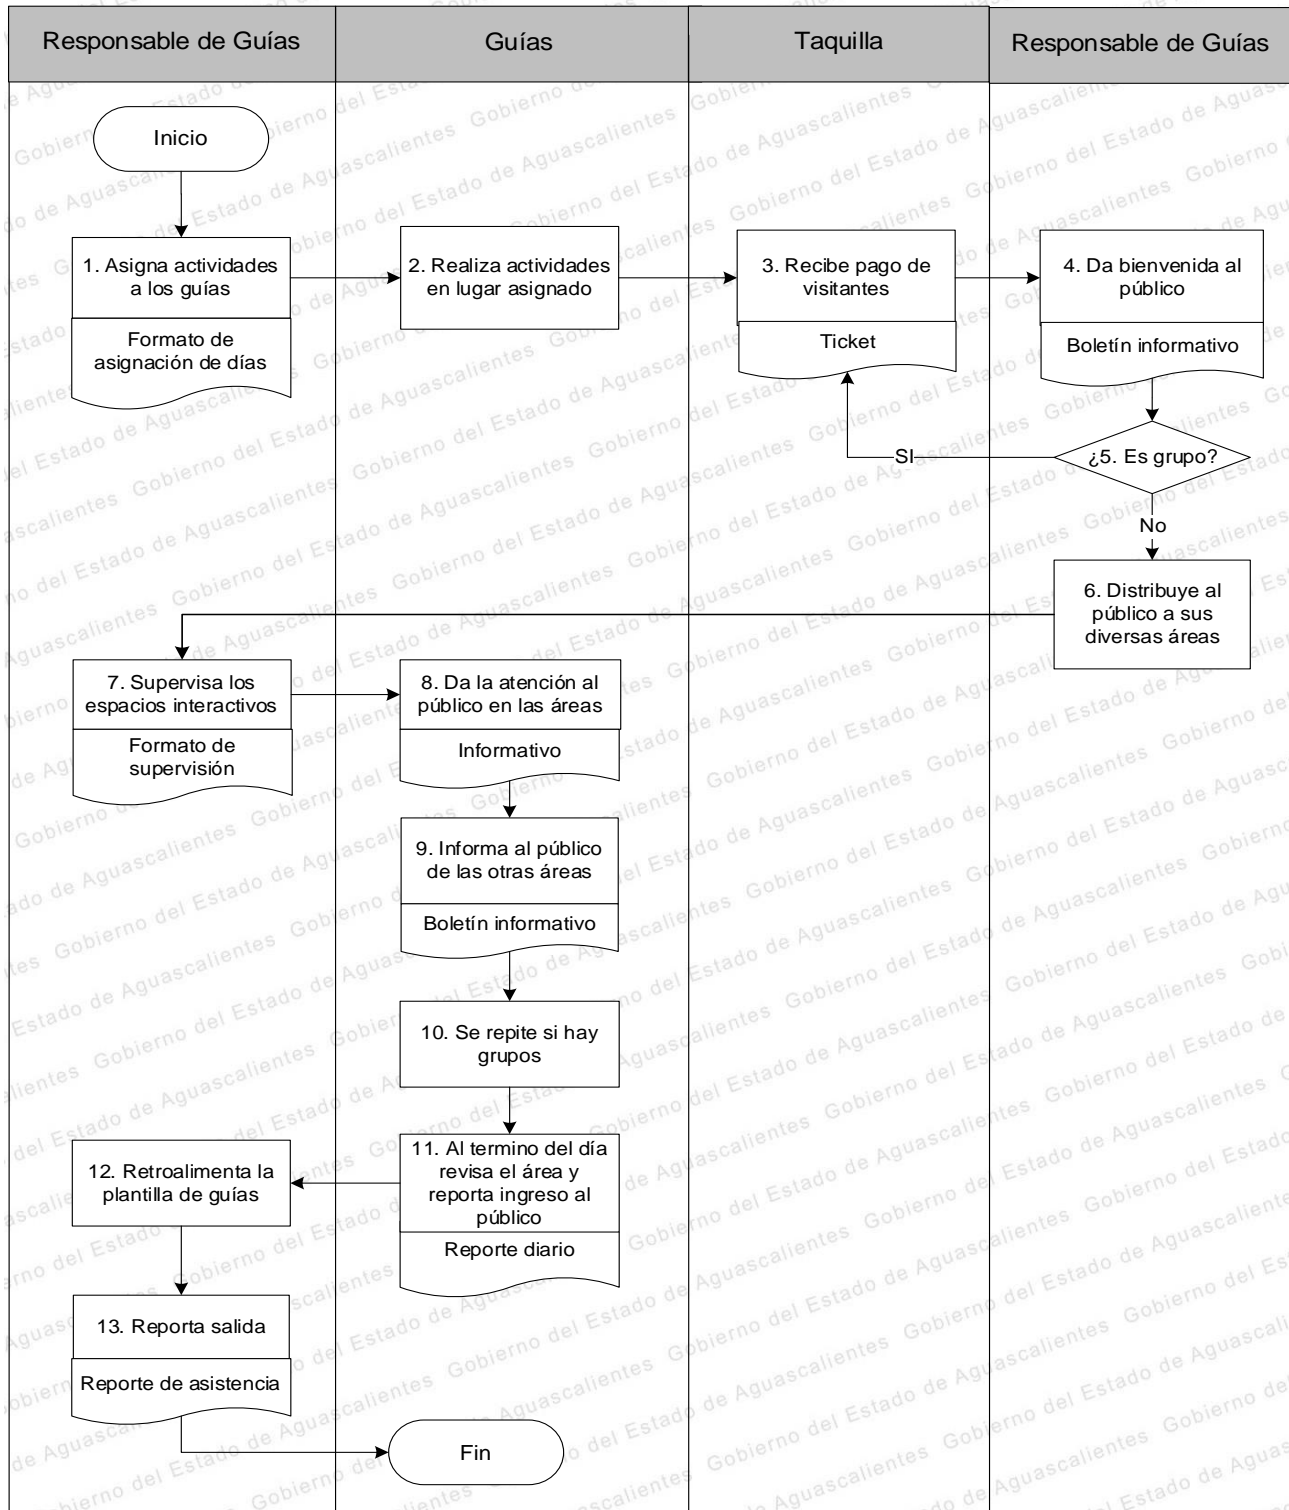 Responsable de Guías
Guías
Taquilla
Responsable de Guías
Inicio
1. Asigna actividades
a los guías
Formato de
asignación de días
2. Realiza actividades
en lugar asignado
3. Recibe pago de
visitantes
Ticket
4. Da bienvenida al
público
Boletín informativo
¿5. Es grupo?
SI
No
6. Distribuye al
público a sus
diversas áreas
7. Supervisa los
espacios interactivos
Formato de
supervisión
8. Da la atención al
público en las áreas
Informativo
9. Informa al público
de las otras áreas
Boletín informativo
10. Se repite si hay
grupos
11. Al termino del día
revisa el área y
reporta ingreso al
público
Reporte diario
12. Retroalimenta la
plantilla de guías
13. Reporta salida
Reporte de asistencia
Fin
Gobierno del Estado de Aguascalientes